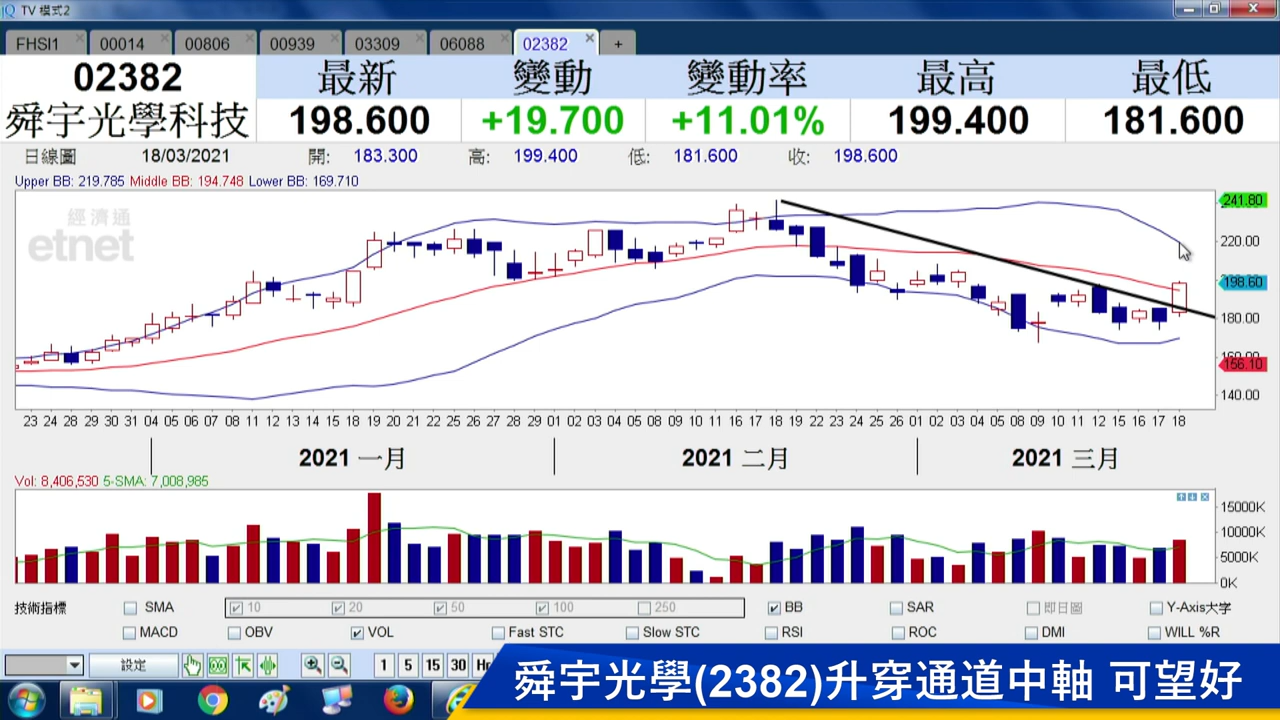 TV 模式2
FHSI1 00014 00806 00939 03309 06088 02382 +
02382 最新 變動 變動率 最高 最低
舜宇光學科技 198.600 +19.700 +11.01% 199.400 181.600
日線圖 18/03/2021 開: 183.300 高: 199.400 低: 181.600 收: 198.600
Upper BB: 219.785 Middle BB: 194.748 Lower BB: 169.710
經濟通
etnet
241.80
220.00
198.60
180.00
156.10
140.00
23 24 28 29 30 31 04 05 06 07 08 11 12 13 14 15 18 19 20 21 22 25 26 27 28 29 01 02 03 04 05 08 09 10 11 16 17 18 19 22 23 24 25 26 01 02 03 04 05 08 09 10 11 12 15 16 17 18
2021 一月 2021 二月 2021 三月
Vol: 8,406,530 5-SMA: 7,008,985
15000K
10000K
5000K
0K
技術指標 SMA 10 20 50 100 250 BB SAR 即日圖 Y-Axis大字
MACD OBV VOL Fast STC Slow STC RSI ROC DMI WILL %R
設定 1 5 15 30
舜宇光學(2382)升穿通道中軸 可望好